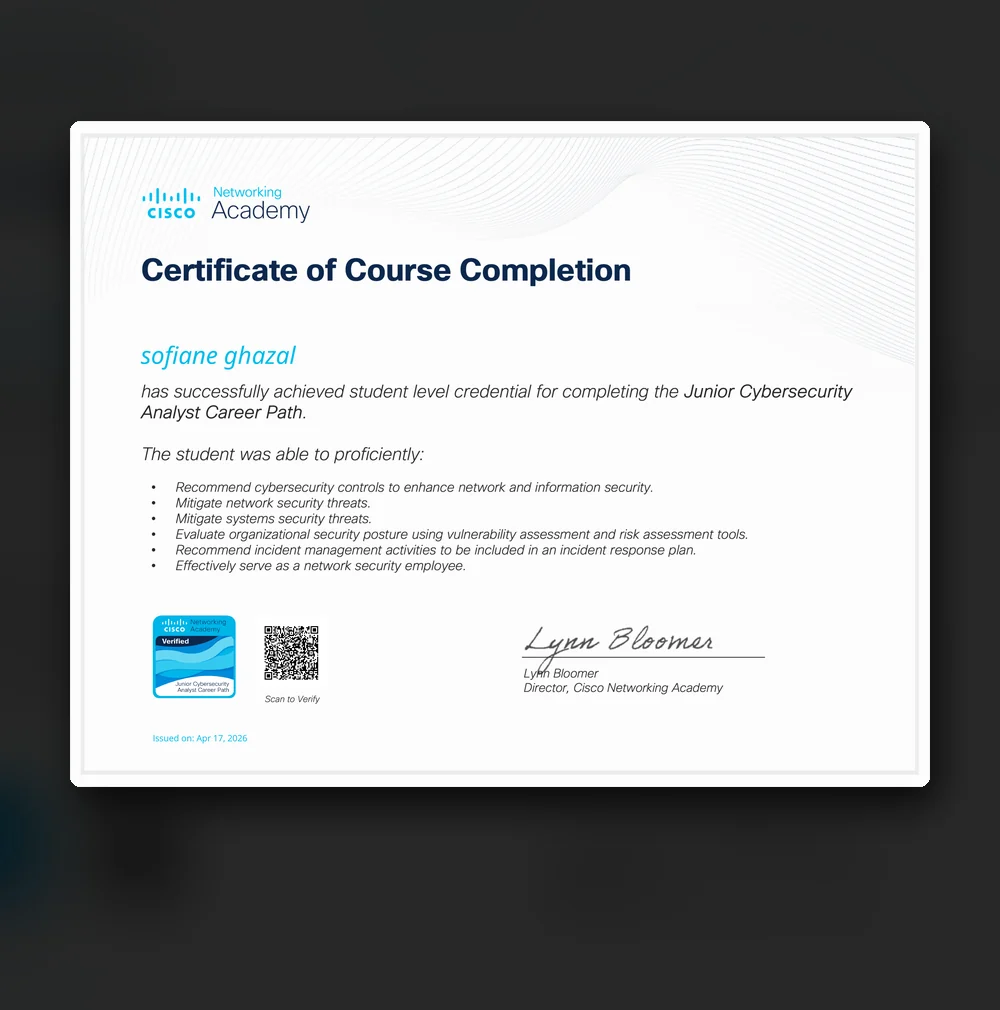 Networking
CISCO Academy
Certificate of Course Completion
sofiane ghazal
has successfully achieved student level credential for completing the Junior Cybersecurity
Analyst Career Path.
The student was able to proficiently:
• Recommend cybersecurity controls to enhance network and information security.
• Mitigate network security threats.
• Mitigate systems security threats.
• Evaluate organizational security posture using vulnerability assessment and risk assessment tools.
• Recommend incident management activities to be included in an incident response plan.
• Effectively serve as a network security employee.
Networking
CISCO Academy
Verified
Junior Cybersecurity
Analyst Career Path
Scan to Verify
Lynn Bloomer
Lynn Bloomer
Director, Cisco Networking Academy
Issued on: Apr 17, 2026